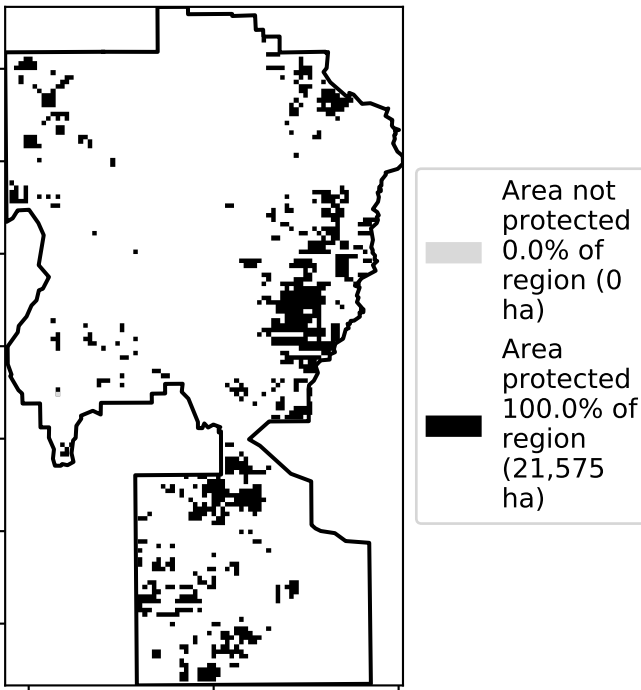 Area not
protected
0.0% of
region (0
ha)
Area
protected
100.0% of
region
(21,575
ha)